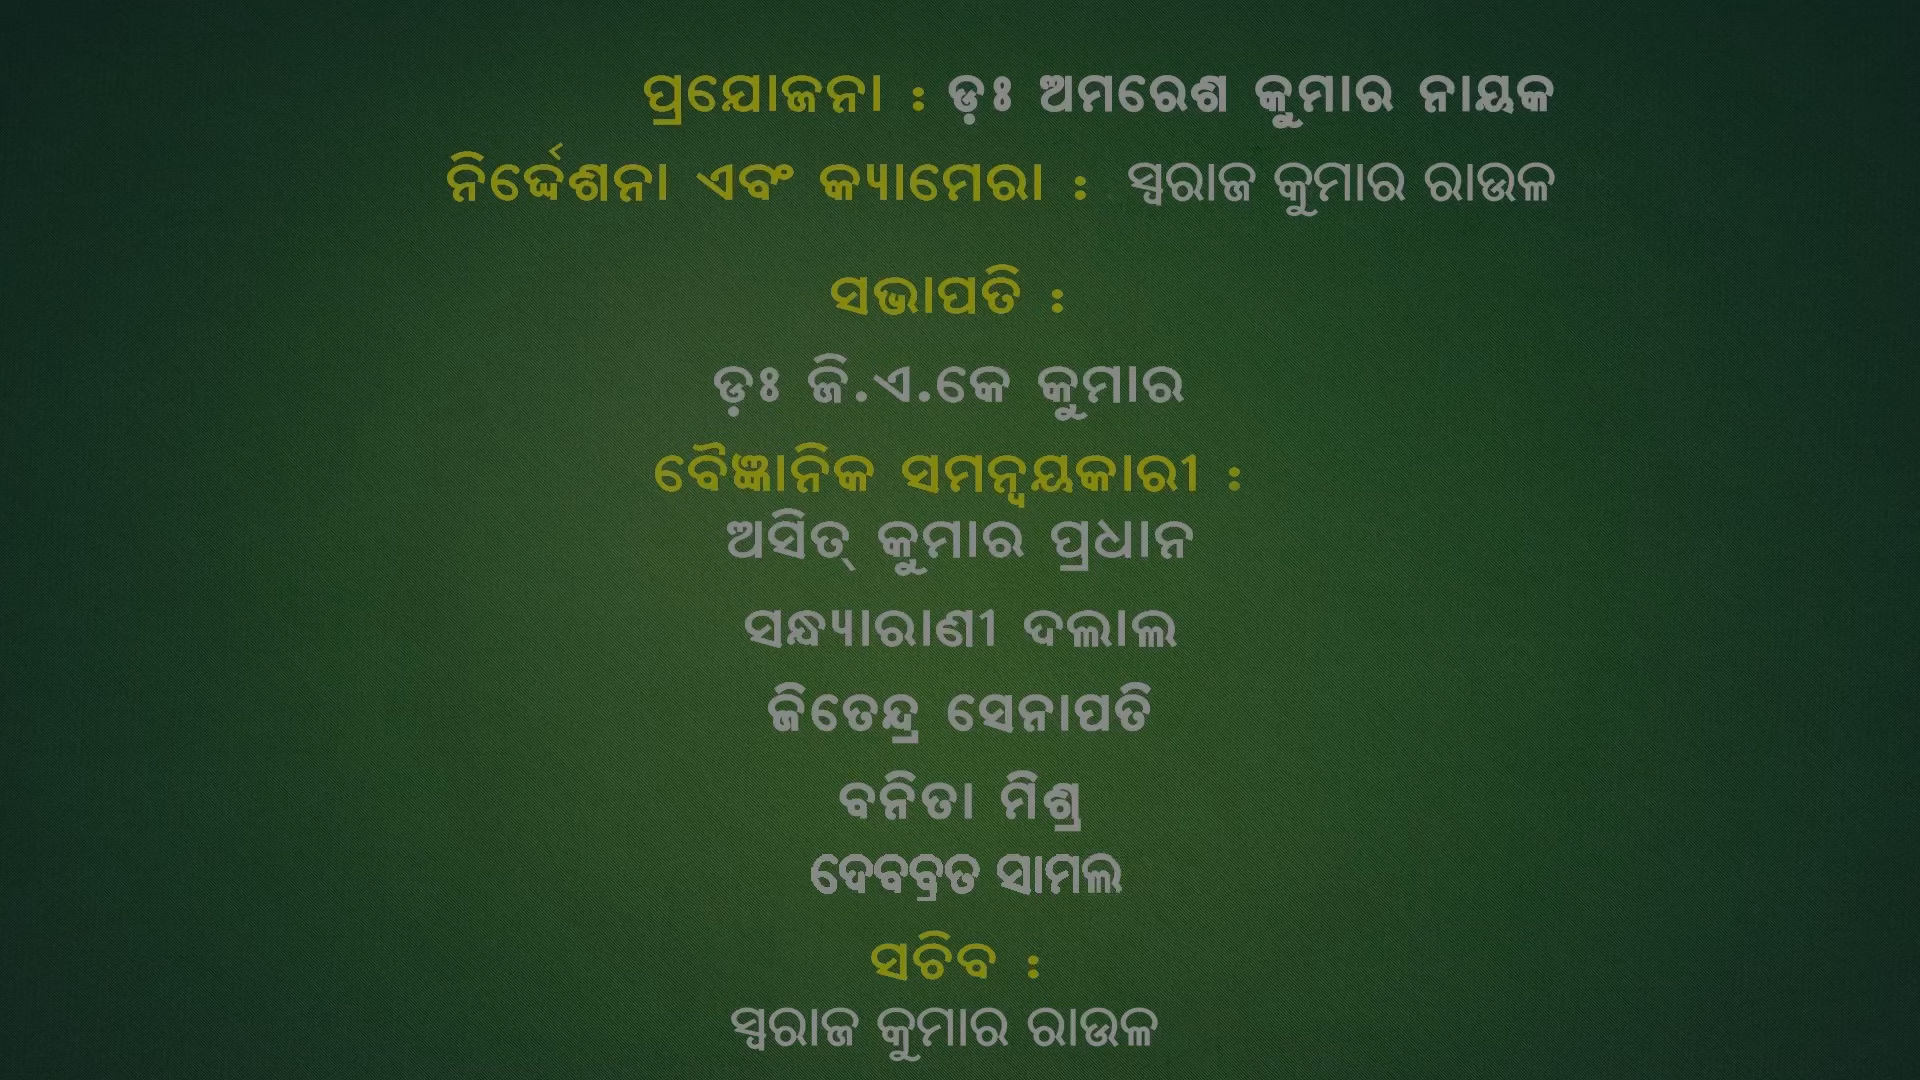 ପ୍ରଯୋଜନା : ଡ଼ଃ ଅମରେଶ କୁମାର ନାୟକ
ନିର୍ଦ୍ଦେଶନା ଏବଂ କ୍ୟାମେରା : ସ୍ୱରାଜ କୁମାର ରାଉଳ
ସଭାପତି :
ଡ଼ଃ ଜି.ଏ.କେ କୁମାର
ବୈଜ୍ଞାନିକ ସମନ୍ୱୟକାରୀ :
ଅସିତ୍ କୁମାର ପ୍ରଧାନ
ସନ୍ଧ୍ୟାରାଣୀ ଦଲାଲ
ଜିତେନ୍ଦ୍ର ସେନାପତି
ବନିତା ମିଶ୍ର
ଦେବବ୍ରତ ସାମଲ
ସଚିବ :
ସ୍ୱରାଜ କୁମାର ରାଉଳ